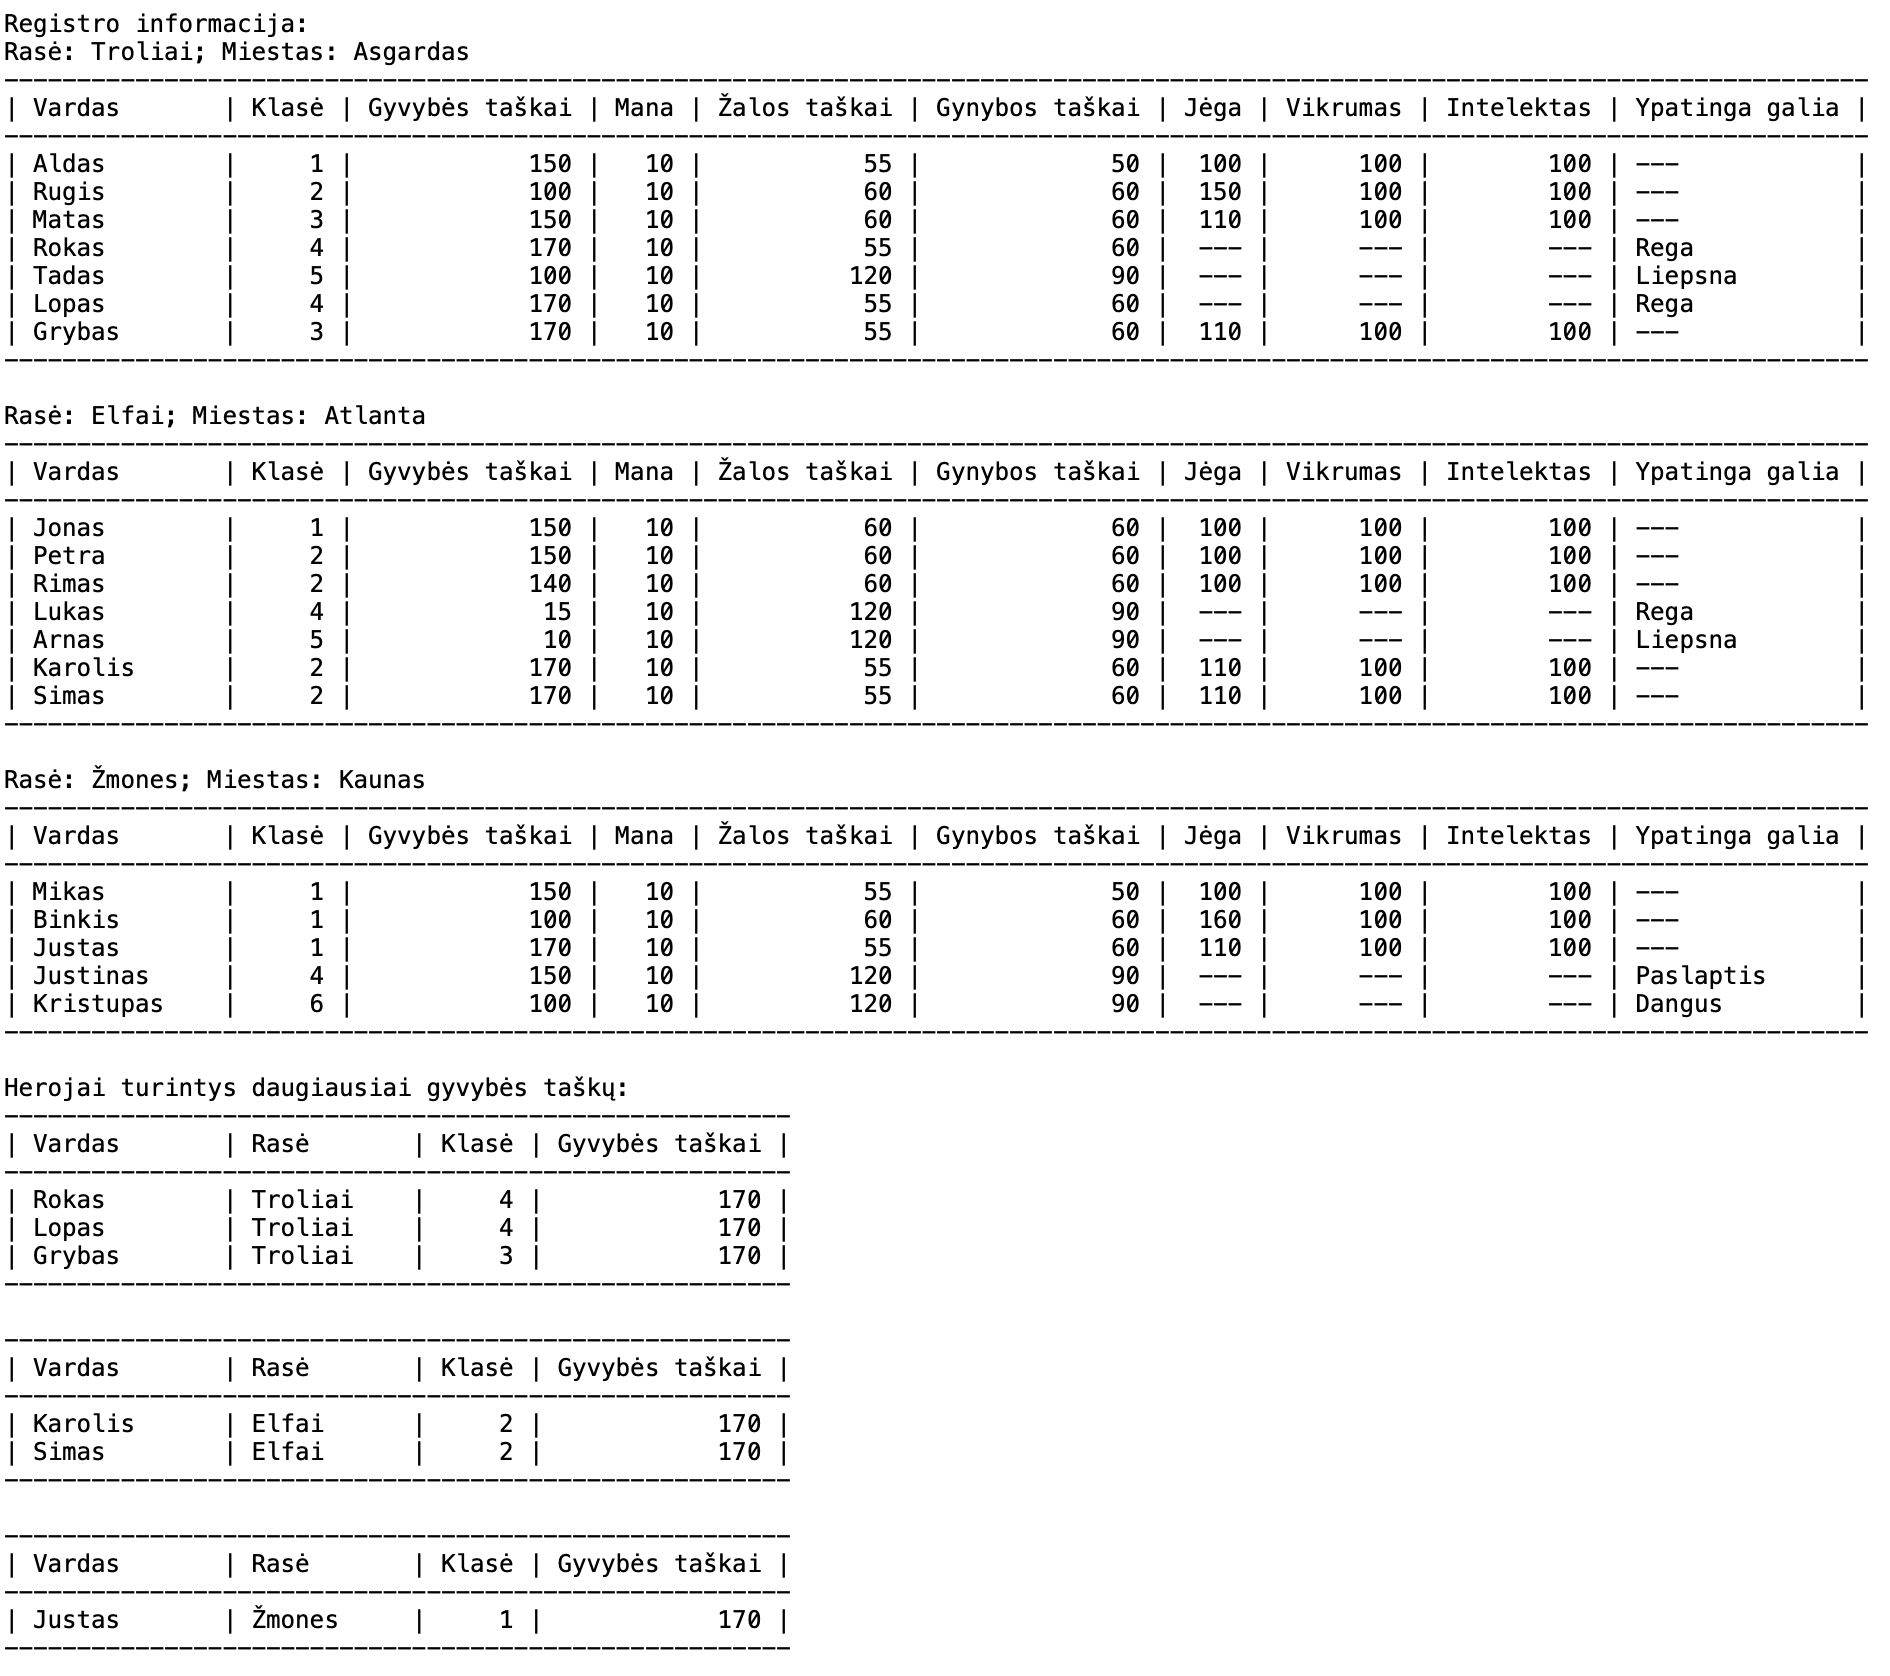 Registro informacija:
Rasė: Troliai; Miestas: Asgardas
--------------------------------------------------------------------------------------------------------------------------------
| Vardas       | Klasė | Gyvybės taškai | Mana | Žalos taškai | Gynybos taškai | Jėga | Vikrumas | Intelektas | Ypatinga galia |
--------------------------------------------------------------------------------------------------------------------------------
| Aldas        |     1 |            150 |   10 |           55 |             50 |  100 |      100 |        100 | ---            |
| Rugis        |     2 |            100 |   10 |           60 |             60 |  150 |      100 |        100 | ---            |
| Matas        |     3 |            150 |   10 |           60 |             60 |  110 |      100 |        100 | ---            |
| Rokas        |     4 |            170 |   10 |           55 |             60 |  --- |      --- |        --- | Rega           |
| Tadas        |     5 |            100 |   10 |          120 |             90 |  --- |      --- |        --- | Liepsna        |
| Lopas        |     4 |            170 |   10 |           55 |             60 |  --- |      --- |        --- | Rega           |
| Grybas       |     3 |            170 |   10 |           55 |             60 |  110 |      100 |        100 | ---            |
--------------------------------------------------------------------------------------------------------------------------------

Rasė: Elfai; Miestas: Atlanta
--------------------------------------------------------------------------------------------------------------------------------
| Vardas       | Klasė | Gyvybės taškai | Mana | Žalos taškai | Gynybos taškai | Jėga | Vikrumas | Intelektas | Ypatinga galia |
--------------------------------------------------------------------------------------------------------------------------------
| Jonas        |     1 |            150 |   10 |           60 |             60 |  100 |      100 |        100 | ---            |
| Petra        |     2 |            150 |   10 |           60 |             60 |  100 |      100 |        100 | ---            |
| Rimas        |     2 |            140 |   10 |           60 |             60 |  100 |      100 |        100 | ---            |
| Lukas        |     4 |             15 |   10 |          120 |             90 |  --- |      --- |        --- | Rega           |
| Arnas        |     5 |             10 |   10 |          120 |             90 |  --- |      --- |        --- | Liepsna        |
| Karolis      |     2 |            170 |   10 |           55 |             60 |  110 |      100 |        100 | ---            |
| Simas        |     2 |            170 |   10 |           55 |             60 |  110 |      100 |        100 | ---            |
--------------------------------------------------------------------------------------------------------------------------------

Rasė: Žmones; Miestas: Kaunas
--------------------------------------------------------------------------------------------------------------------------------
| Vardas       | Klasė | Gyvybės taškai | Mana | Žalos taškai | Gynybos taškai | Jėga | Vikrumas | Intelektas | Ypatinga galia |
--------------------------------------------------------------------------------------------------------------------------------
| Mikas        |     1 |            150 |   10 |           55 |             50 |  100 |      100 |        100 | ---            |
| Binkis       |     1 |            100 |   10 |           60 |             60 |  160 |      100 |        100 | ---            |
| Justas       |     1 |            170 |   10 |           55 |             60 |  110 |      100 |        100 | ---            |
| Justinas     |     4 |            150 |   10 |          120 |             90 |  --- |      --- |        --- | Paslaptis      |
| Kristupas    |     6 |            100 |   10 |          120 |             90 |  --- |      --- |        --- | Dangus         |
--------------------------------------------------------------------------------------------------------------------------------

Herojai turintys daugiausiai gyvybės taškų:
------------------------------------------------------
| Vardas       | Rasė       | Klasė | Gyvybės taškai |
------------------------------------------------------
| Rokas        | Troliai    |     4 |            170 |
| Lopas        | Troliai    |     4 |            170 |
| Grybas       | Troliai    |     3 |            170 |
------------------------------------------------------

------------------------------------------------------
| Vardas       | Rasė       | Klasė | Gyvybės taškai |
------------------------------------------------------
| Karolis      | Elfai      |     2 |            170 |
| Simas        | Elfai      |     2 |            170 |
------------------------------------------------------

------------------------------------------------------
| Vardas       | Rasė       | Klasė | Gyvybės taškai |
------------------------------------------------------
| Justas       | Žmones     |     1 |            170 |
------------------------------------------------------